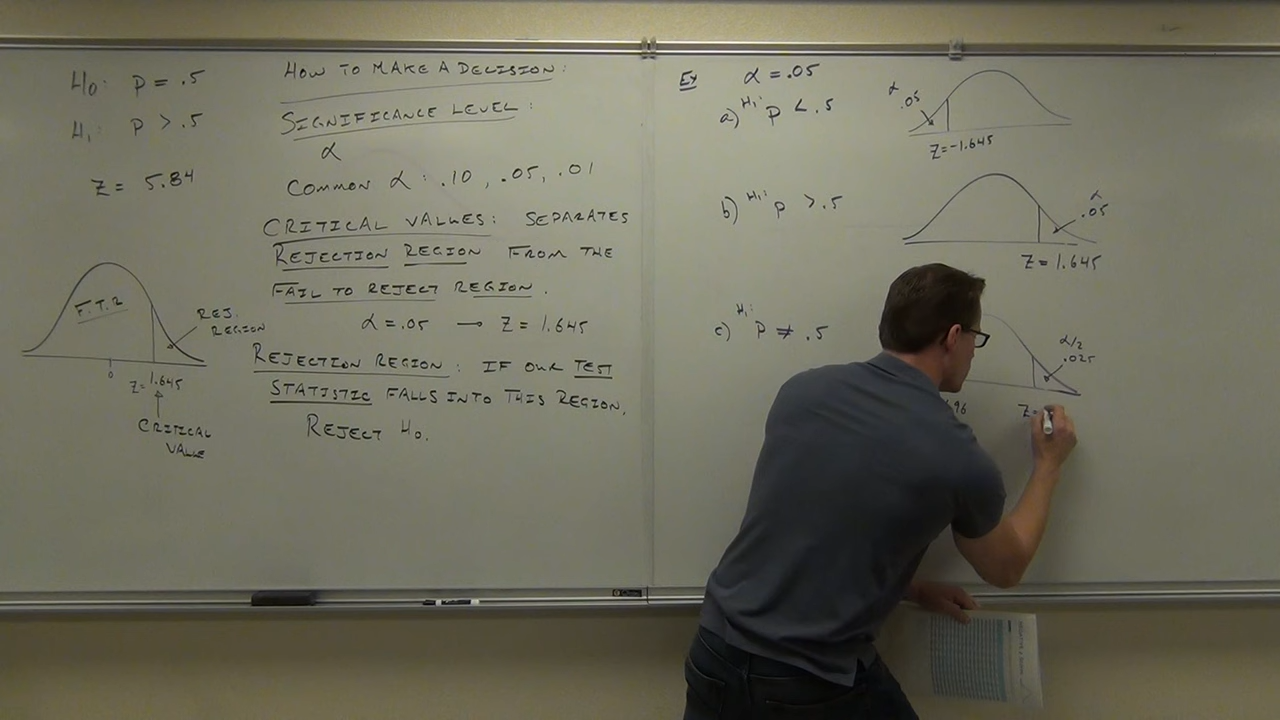 H0: P = .5
H1: P > .5
Z = 5.84
F.T.R
REJ.
REGION
0
Z = 1.645
CRITICAL
VALUE
HOW TO MAKE A DECISION:
SIGNIFICANCE LEVEL:
α
COMMON α: .10, .05, .01
CRITICAL VALUES: SEPARATES
REJECTION REGION FROM THE
FAIL TO REJECT REGION.
α = .05 → Z = 1.645
REJECTION REGION: IF OUR TEST
STATISTIC FALLS INTO THIS REGION,
REJECT H0.
Ex α = .05
a) H1: P < .5
α
.05
Z = -1.645
b) H1: P > .5
α
.05
Z = 1.645
c) H1: P ≠ .5
α/2
.025
.96
Z =